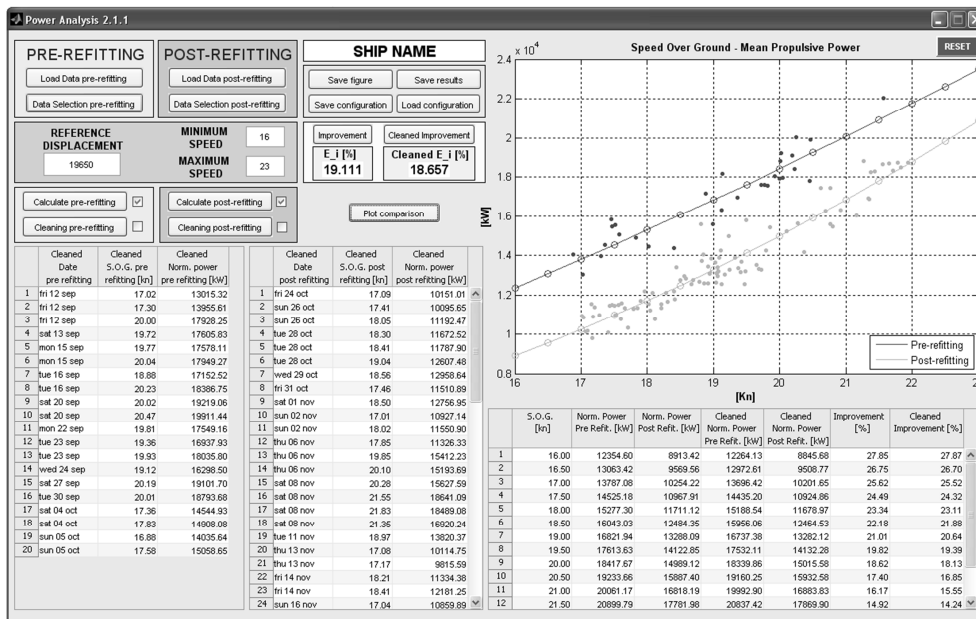 Power Analysis 2.1.1
PRE-REFITTING
Load Data pre-refitting
Data Selection pre-refitting
POST-REFITTING
Load Data post-refitting
Data Selection post-refitting
SHIP NAME
Save figure
Save results
Save configuration
Load configuration
REFERENCE DISPLACEMENT
19650
MINIMUM SPEED
16
MAXIMUM SPEED
23
Improvement
Cleaned Improvement
E_i [%]
19.111
Cleaned E_i [%]
18.657
Calculate pre-refitting
Cleaning pre-refitting
Calculate post-refitting
Cleaning post-refitting
Plot comparison
Speed Over Ground - Mean Propulsive Power
RESET
x 10^4
2.4
2.2
2
1.8
1.6
1.4
1.2
1
0.8
[kW]
16 17 18 19 20 21 22
[Kn]
Pre-refitting
Post-refitting
Cleaned Date pre refitting
Cleaned S.O.G. pre refitting [kn]
Cleaned Norm. power pre refitting [kW]
1 fri 12 sep 17.02 13015.32
2 fri 12 sep 17.30 13955.61
3 fri 12 sep 20.00 17928.25
4 sat 13 sep 19.72 17605.83
5 mon 15 sep 19.77 17578.11
6 mon 15 sep 20.04 17949.27
7 tue 16 sep 18.88 17152.52
8 tue 16 sep 20.23 18386.75
9 sat 20 sep 20.02 19219.06
10 sat 20 sep 20.47 19911.44
11 mon 22 sep 19.81 17549.16
12 tue 23 sep 19.36 16937.93
13 tue 23 sep 19.93 18035.80
14 wed 24 sep 19.12 16298.50
15 sat 27 sep 20.19 19101.70
16 tue 30 sep 20.01 18793.68
17 sat 04 oct 17.36 14544.93
18 sat 04 oct 17.83 14908.08
19 sun 05 oct 16.88 14035.64
20 sun 05 oct 17.58 15058.65
Cleaned Date post refitting
Cleaned S.O.G. post refitting [kn]
Cleaned Norm. power post refitting [kW]
1 fri 24 oct 17.09 10151.01
2 sun 26 oct 17.41 10095.65
3 sun 26 oct 18.05 11192.47
4 tue 28 oct 18.30 11672.52
5 tue 28 oct 18.41 11787.90
6 tue 28 oct 19.04 12607.48
7 wed 29 oct 18.56 12958.64
8 fri 31 oct 17.46 11510.89
9 sat 01 nov 18.50 12756.95
10 sun 02 nov 17.01 10927.14
11 sun 02 nov 18.02 11550.90
12 thu 06 nov 17.85 11326.33
13 thu 06 nov 19.85 15412.23
14 thu 06 nov 20.10 15193.69
15 sat 08 nov 20.28 15627.59
16 sat 08 nov 21.55 18641.09
17 sat 08 nov 21.83 18489.08
18 sat 08 nov 21.35 16920.24
19 tue 11 nov 18.97 13820.37
20 thu 13 nov 17.08 10114.75
21 thu 13 nov 17.17 9815.59
22 fri 14 nov 18.21 11334.38
23 fri 14 nov 18.41 12181.25
24 sun 16 nov 17.04 10859.89
S.O.G. [kn]
Norm. Power Pre Refit. [kW]
Norm. Power Post Refit. [kW]
Cleaned Norm. Power Pre Refit. [kW]
Cleaned Norm. Power Post Refit. [kW]
Improvement [%]
Cleaned Improvement [%]
1 16.00 12354.60 8913.42 12264.13 8845.68 27.85 27.87
2 16.50 13063.42 9569.56 12972.61 9508.77 26.75 26.70
3 17.00 13787.08 10254.22 13696.42 10201.65 25.62 25.52
4 17.50 14525.18 10967.91 14435.20 10924.86 24.49 24.32
5 18.00 15277.30 11711.12 15188.54 11678.97 23.34 23.11
6 18.50 16043.03 12484.35 15956.06 12464.53 22.18 21.88
7 19.00 16821.94 13288.09 16737.38 13282.12 21.01 20.64
8 19.50 17613.63 14122.85 17532.11 14132.28 19.82 19.39
9 20.00 18417.67 14989.12 18339.86 15015.58 18.62 18.13
10 20.50 19233.66 15887.40 19160.25 15932.58 17.40 16.85
11 21.00 20061.17 16818.19 19992.90 16883.83 16.17 15.55
12 21.50 20899.79 17781.98 20837.42 17869.90 14.92 14.24